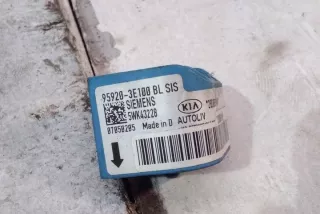 95920-3E100 BL SIS
SIEMENS
5WK43228
07050205 Made in D
KIA
AUTOLIV